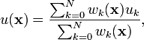 u(𝐱) = \frac{\sum_{k=0}^{N} w_k(𝐱)u_k}{\sum_{k=0}^{N} w_k(𝐱)},